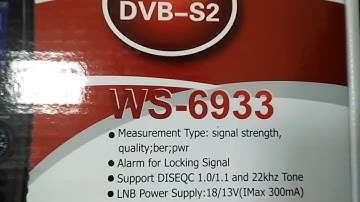 DVB-S2
WS-6933
Measurement Type: signal strength,
quality;ber;pwr
Alarm for Locking Signal
Support DISEQC 1.0/1.1 and 22khz Tone
LNB Power Supply:18/13V(IMax 300mA)